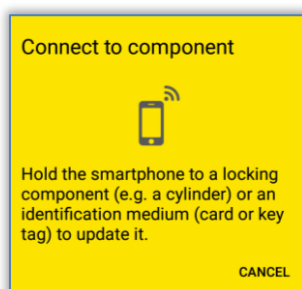 Connect to component
Hold the smartphone to a locking
component (e.g. a cylinder) or an
identification medium (card or key
tag) to update it.
CANCEL